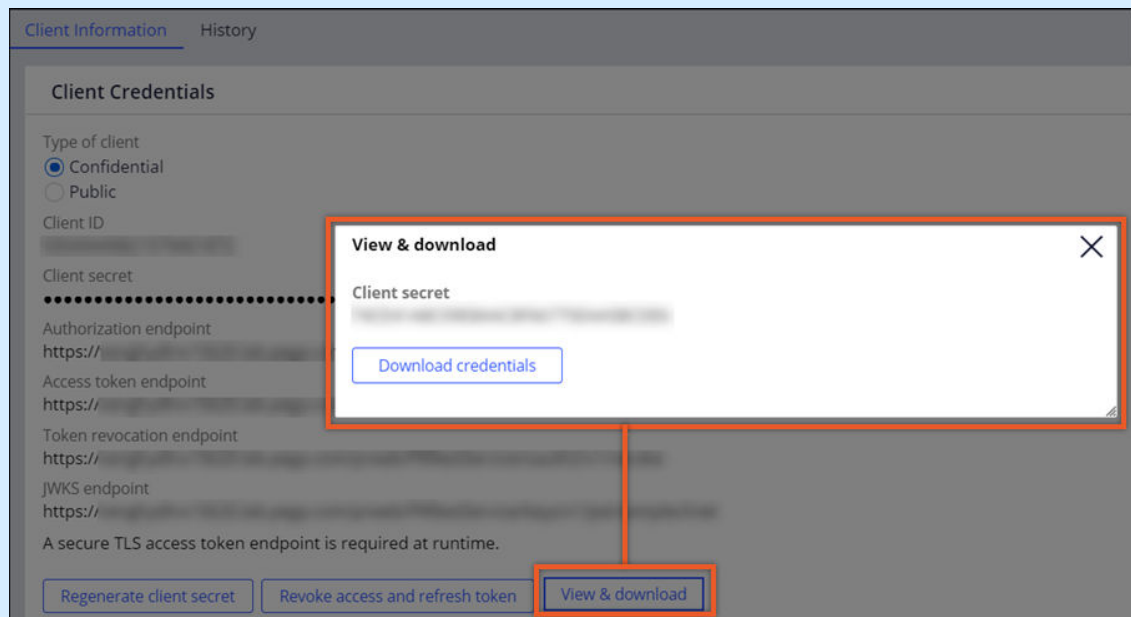 Client Information
History
Client Credentials
Type of client
Confidential
Public
Client ID
Client secret
Authorization endpoint
https://
Access token endpoint
https://
Token revocation endpoint
https://
JWKS endpoint
https://
A secure TLS access token endpoint is required at runtime.
Regenerate client secret
Revoke access and refresh token
View & download
View & download
Client secret
Download credentials